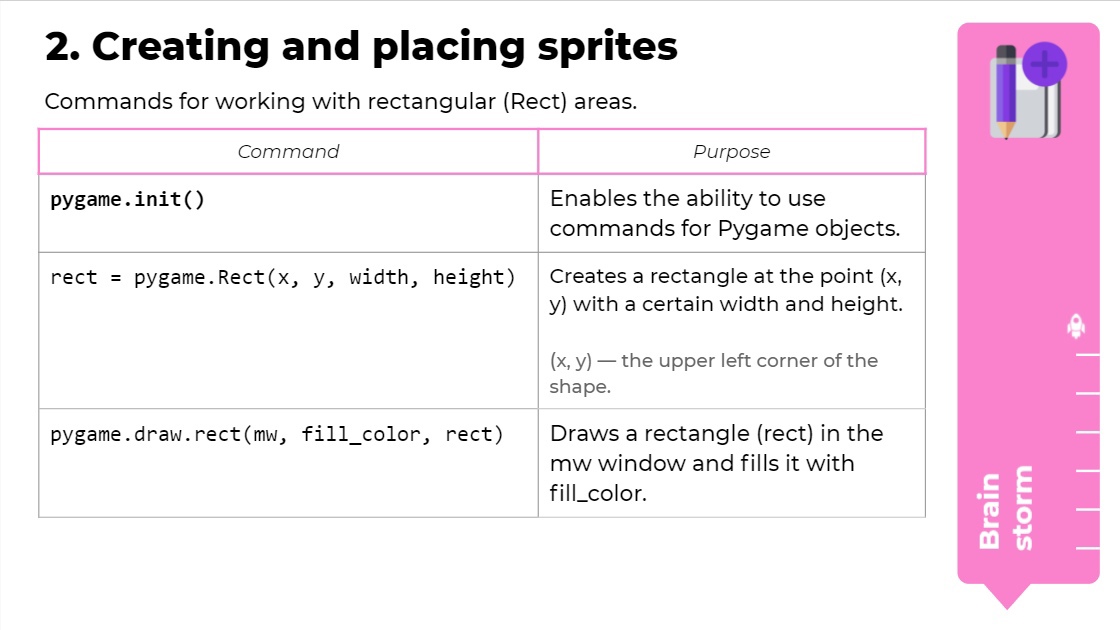 2. Creating and placing sprites
Commands for working with rectangular (Rect) areas.
Command
Purpose
pygame.init()
Enables the ability to use
commands for Pygame objects.
rect = pygame.Rect(x, y, width, height)
Creates a rectangle at the point (x,
y) with a certain width and height.
(x, y) — the upper left corner of the
shape.
pygame.draw.rect(mw, fill_color, rect)
Draws a rectangle (rect) in the
mw window and fills it with
fill_color.
Brain
storm